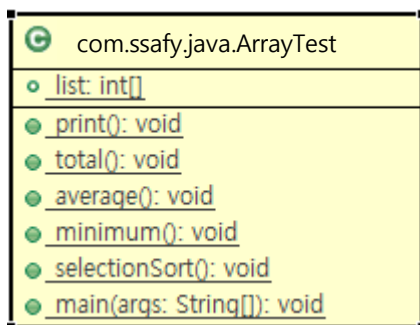 com.ssafy.java.ArrayTest
list: int[]
print(): void
total(): void
average(): void
minimum(): void
selectionSort(): void
main(args: String[]): void